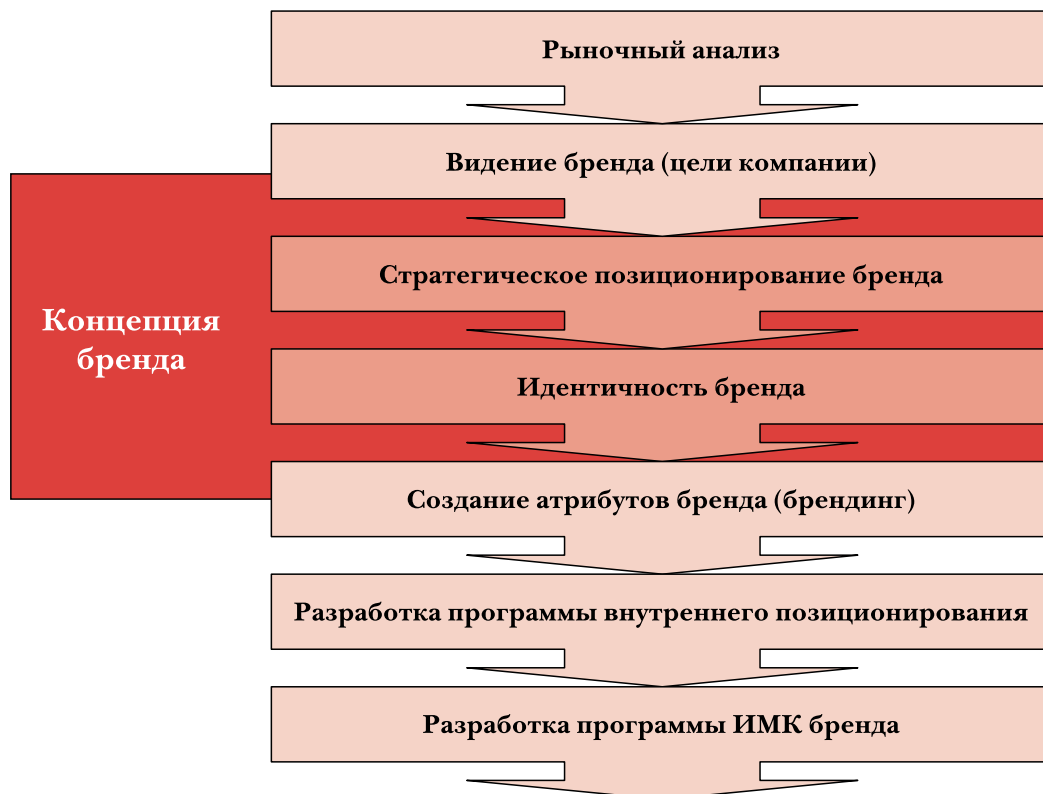 Рыночный анализ
Видение бренда (цели компании)
Стратегическое позиционирование бренда
Концепция
бренда
Идентичность бренда
Создание атрибутов бренда (брендинг)
Разработка программы внутреннего позиционирования
Разработка программы ИМК бренда